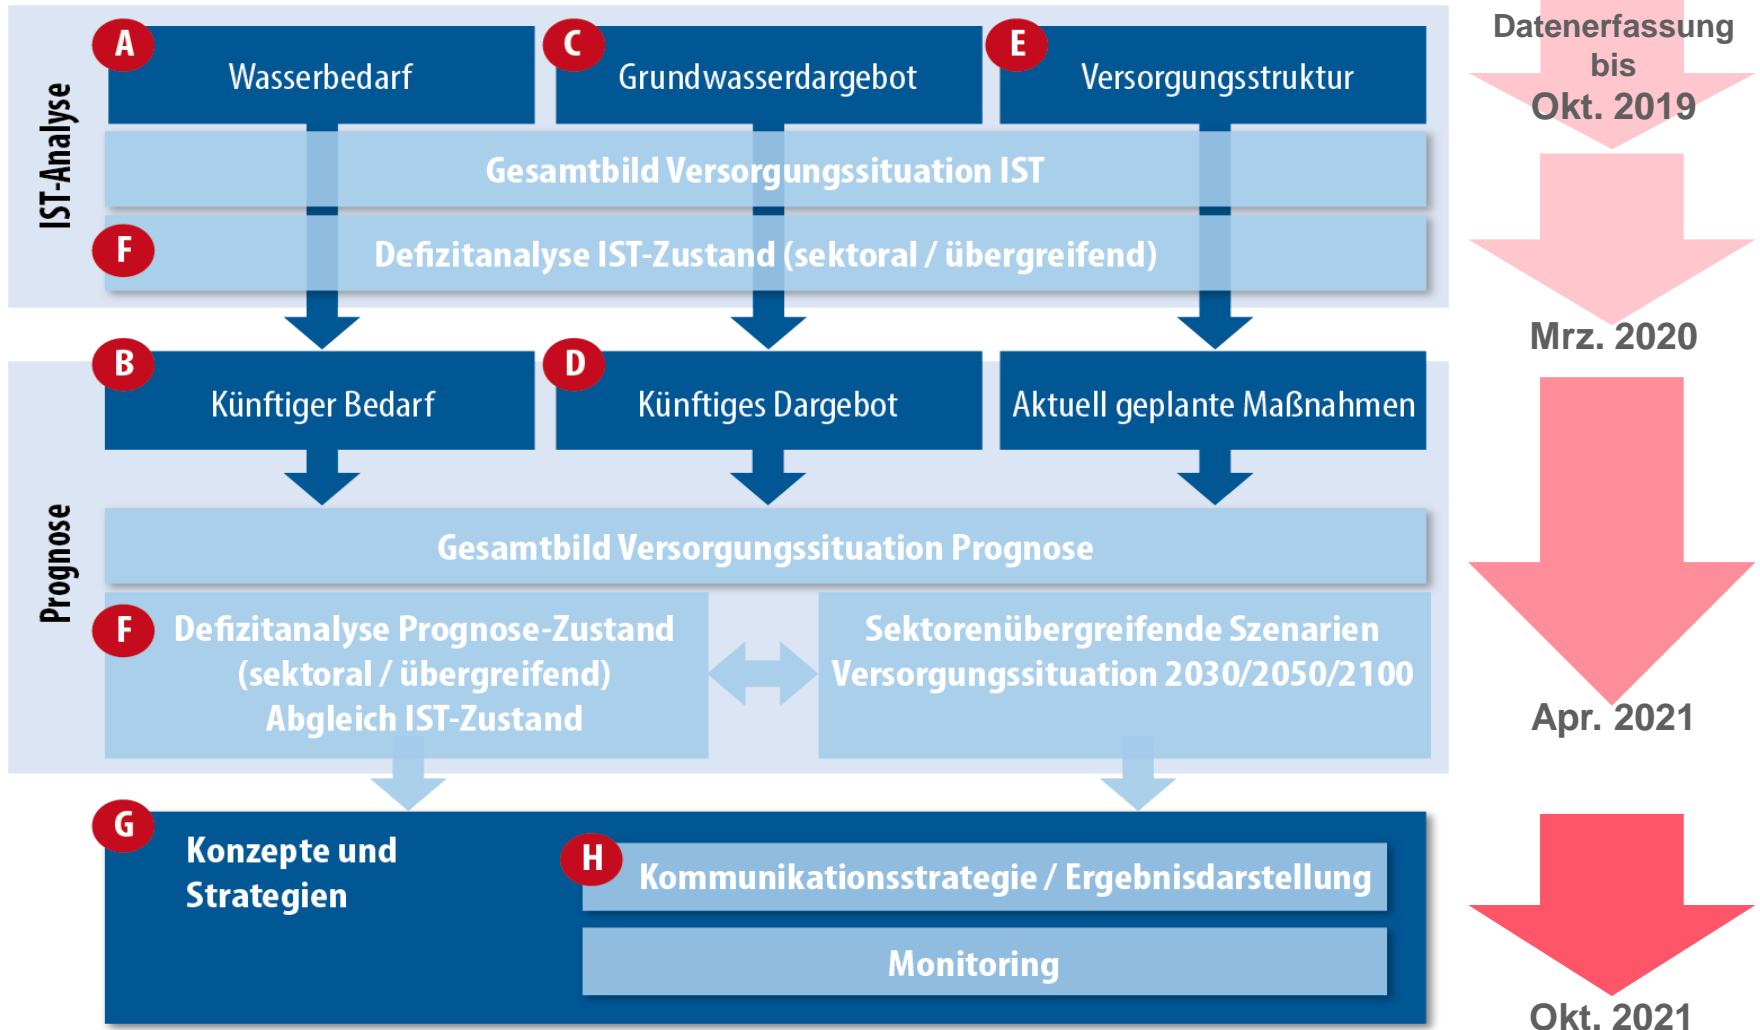 IST-Analyse
A
Wasserbedarf
C
Grundwasserdargebot
E
Versorgungsstruktur
Gesamtbild Versorgungssituation IST
F
Defizitanalyse IST-Zustand (sektoral / übergreifend)
Prognose
B
Künftiger Bedarf
D
Künftiges Dargebot
Aktuell geplante Maßnahmen
Gesamtbild Versorgungssituation Prognose
F
Defizitanalyse Prognose-Zustand
(sektoral / übergreifend)
Abgleich IST-Zustand
Sektorenübergreifende Szenarien
Versorgungssituation 2030/2050/2100
G
Konzepte und
Strategien
H
Kommunikationsstrategie / Ergebnisdarstellung
Monitoring
Datenerfassung
bis
Okt. 2019
Mrz. 2020
Apr. 2021
Okt. 2021